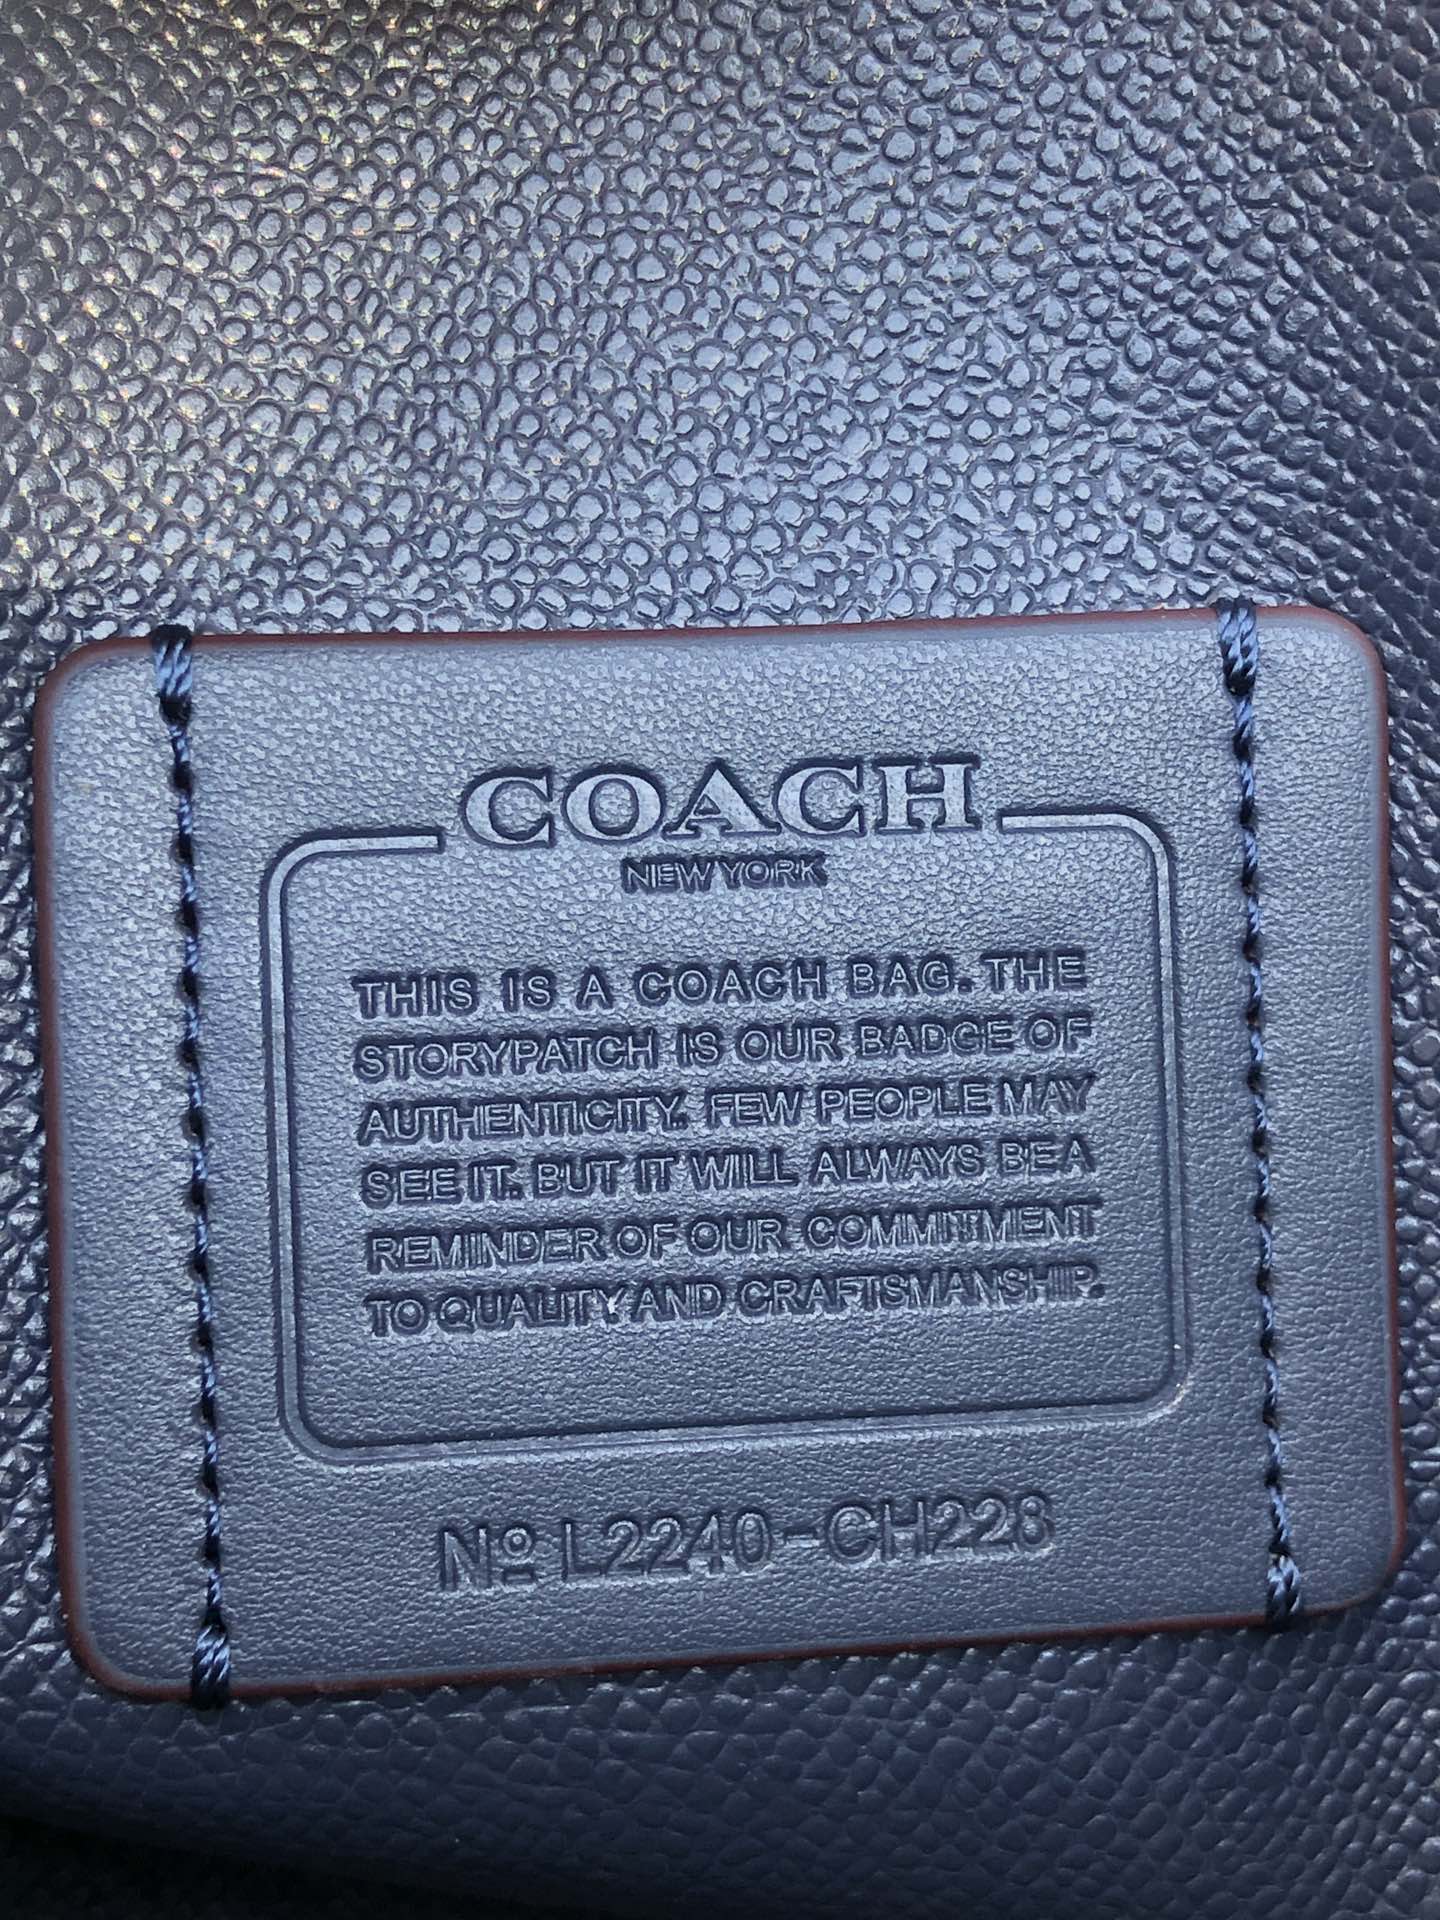 COACH
NEW YORK
THIS IS A COACH BAG. THE
STORYPATCH IS OUR BADGE OF
AUTHENTICITY. FEW PEOPLE MAY
SEE IT. BUT IT WILL ALWAYS BE A
REMINDER OF OUR COMMITMENT
TO QUALITY AND CRAFTSMANSHIP.
Nº L2240-CH228